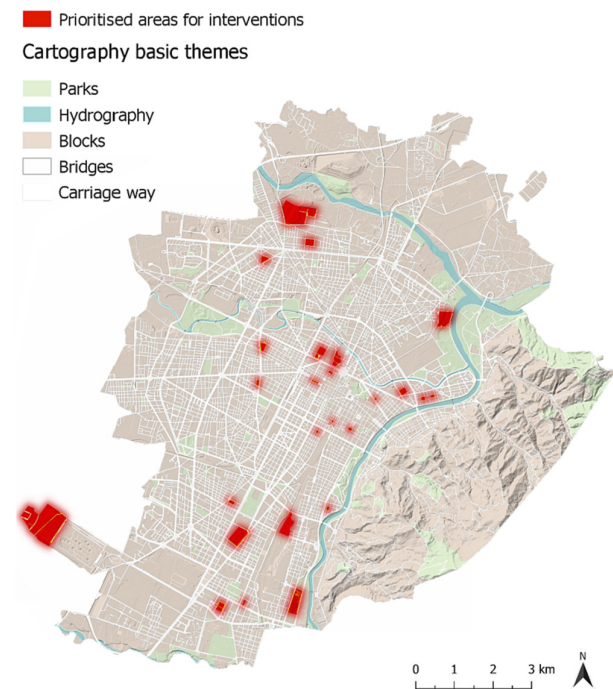 Prioritised areas for interventions
Cartography basic themes
Parks
Hydrography
Blocks
Bridges
Carriage way
N
0 1 2 3 km